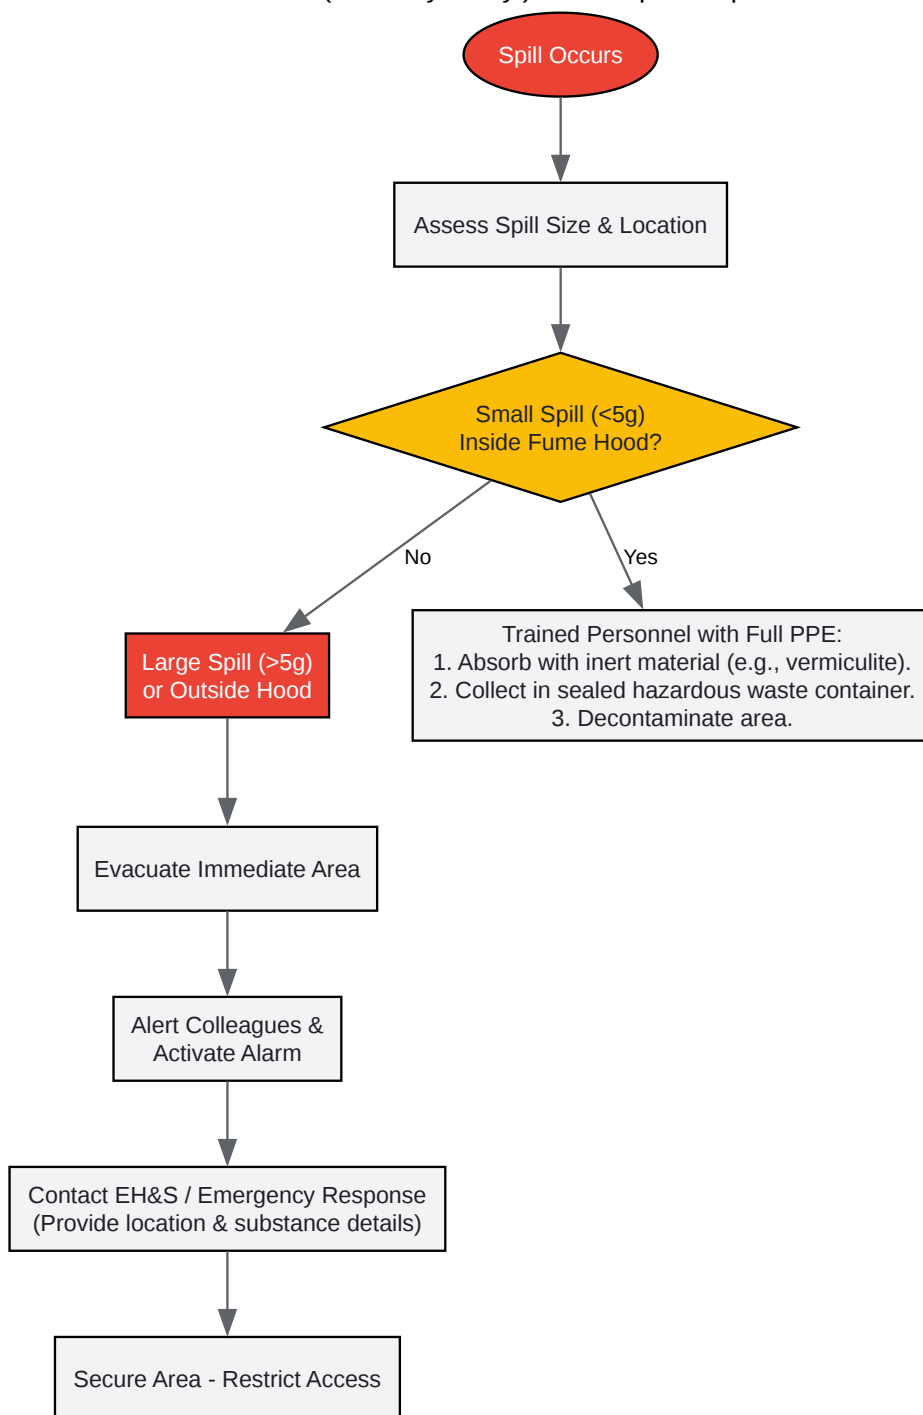 Spill Occurs
Assess Spill Size & Location
Small Spill (<5g)
Inside Fume Hood?
No
Yes
Trained Personnel with Full PPE:
1. Absorb with inert material (e.g., vermiculite).
2. Collect in sealed hazardous waste container.
3. Decontaminate area.
Large Spill (>5g)
or Outside Hood
Evacuate Immediate Area
Alert Colleagues &
Activate Alarm
Contact EH&S / Emergency Response
(Provide location & substance details)
Secure Area - Restrict Access